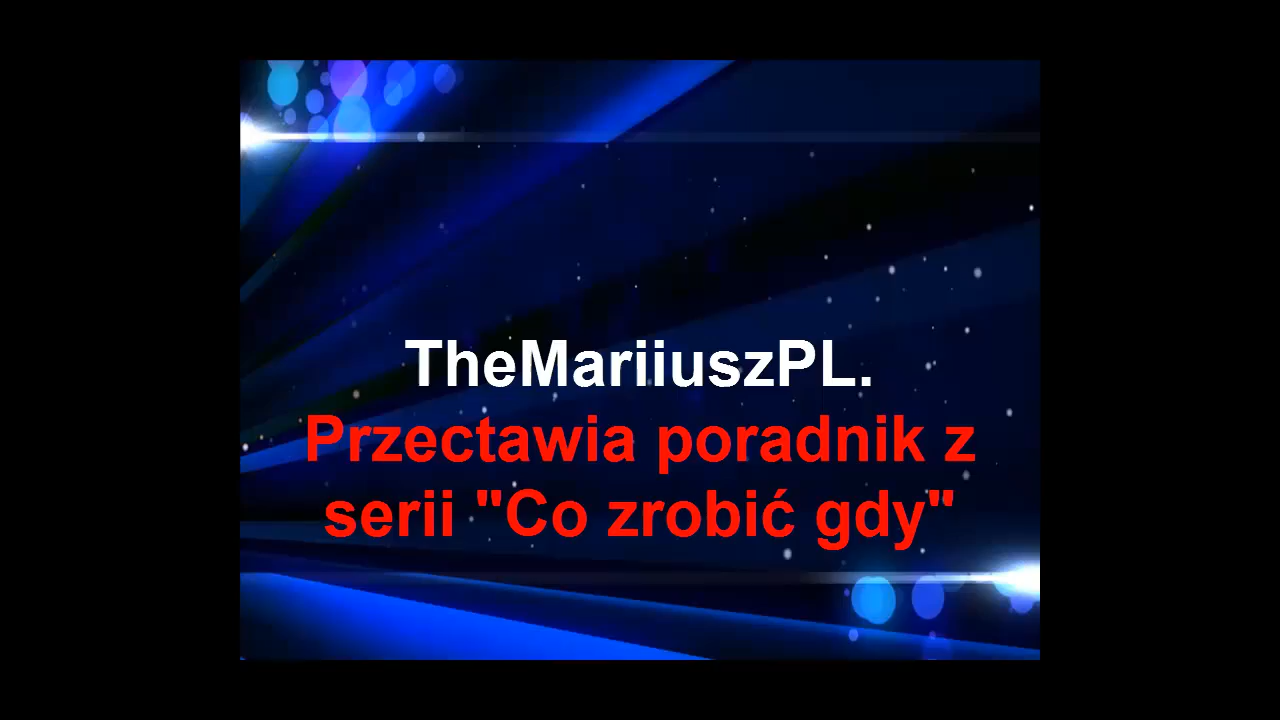 TheMariiuszPL.
Przectawia poradnik z
serii "Co zrobić gdy"